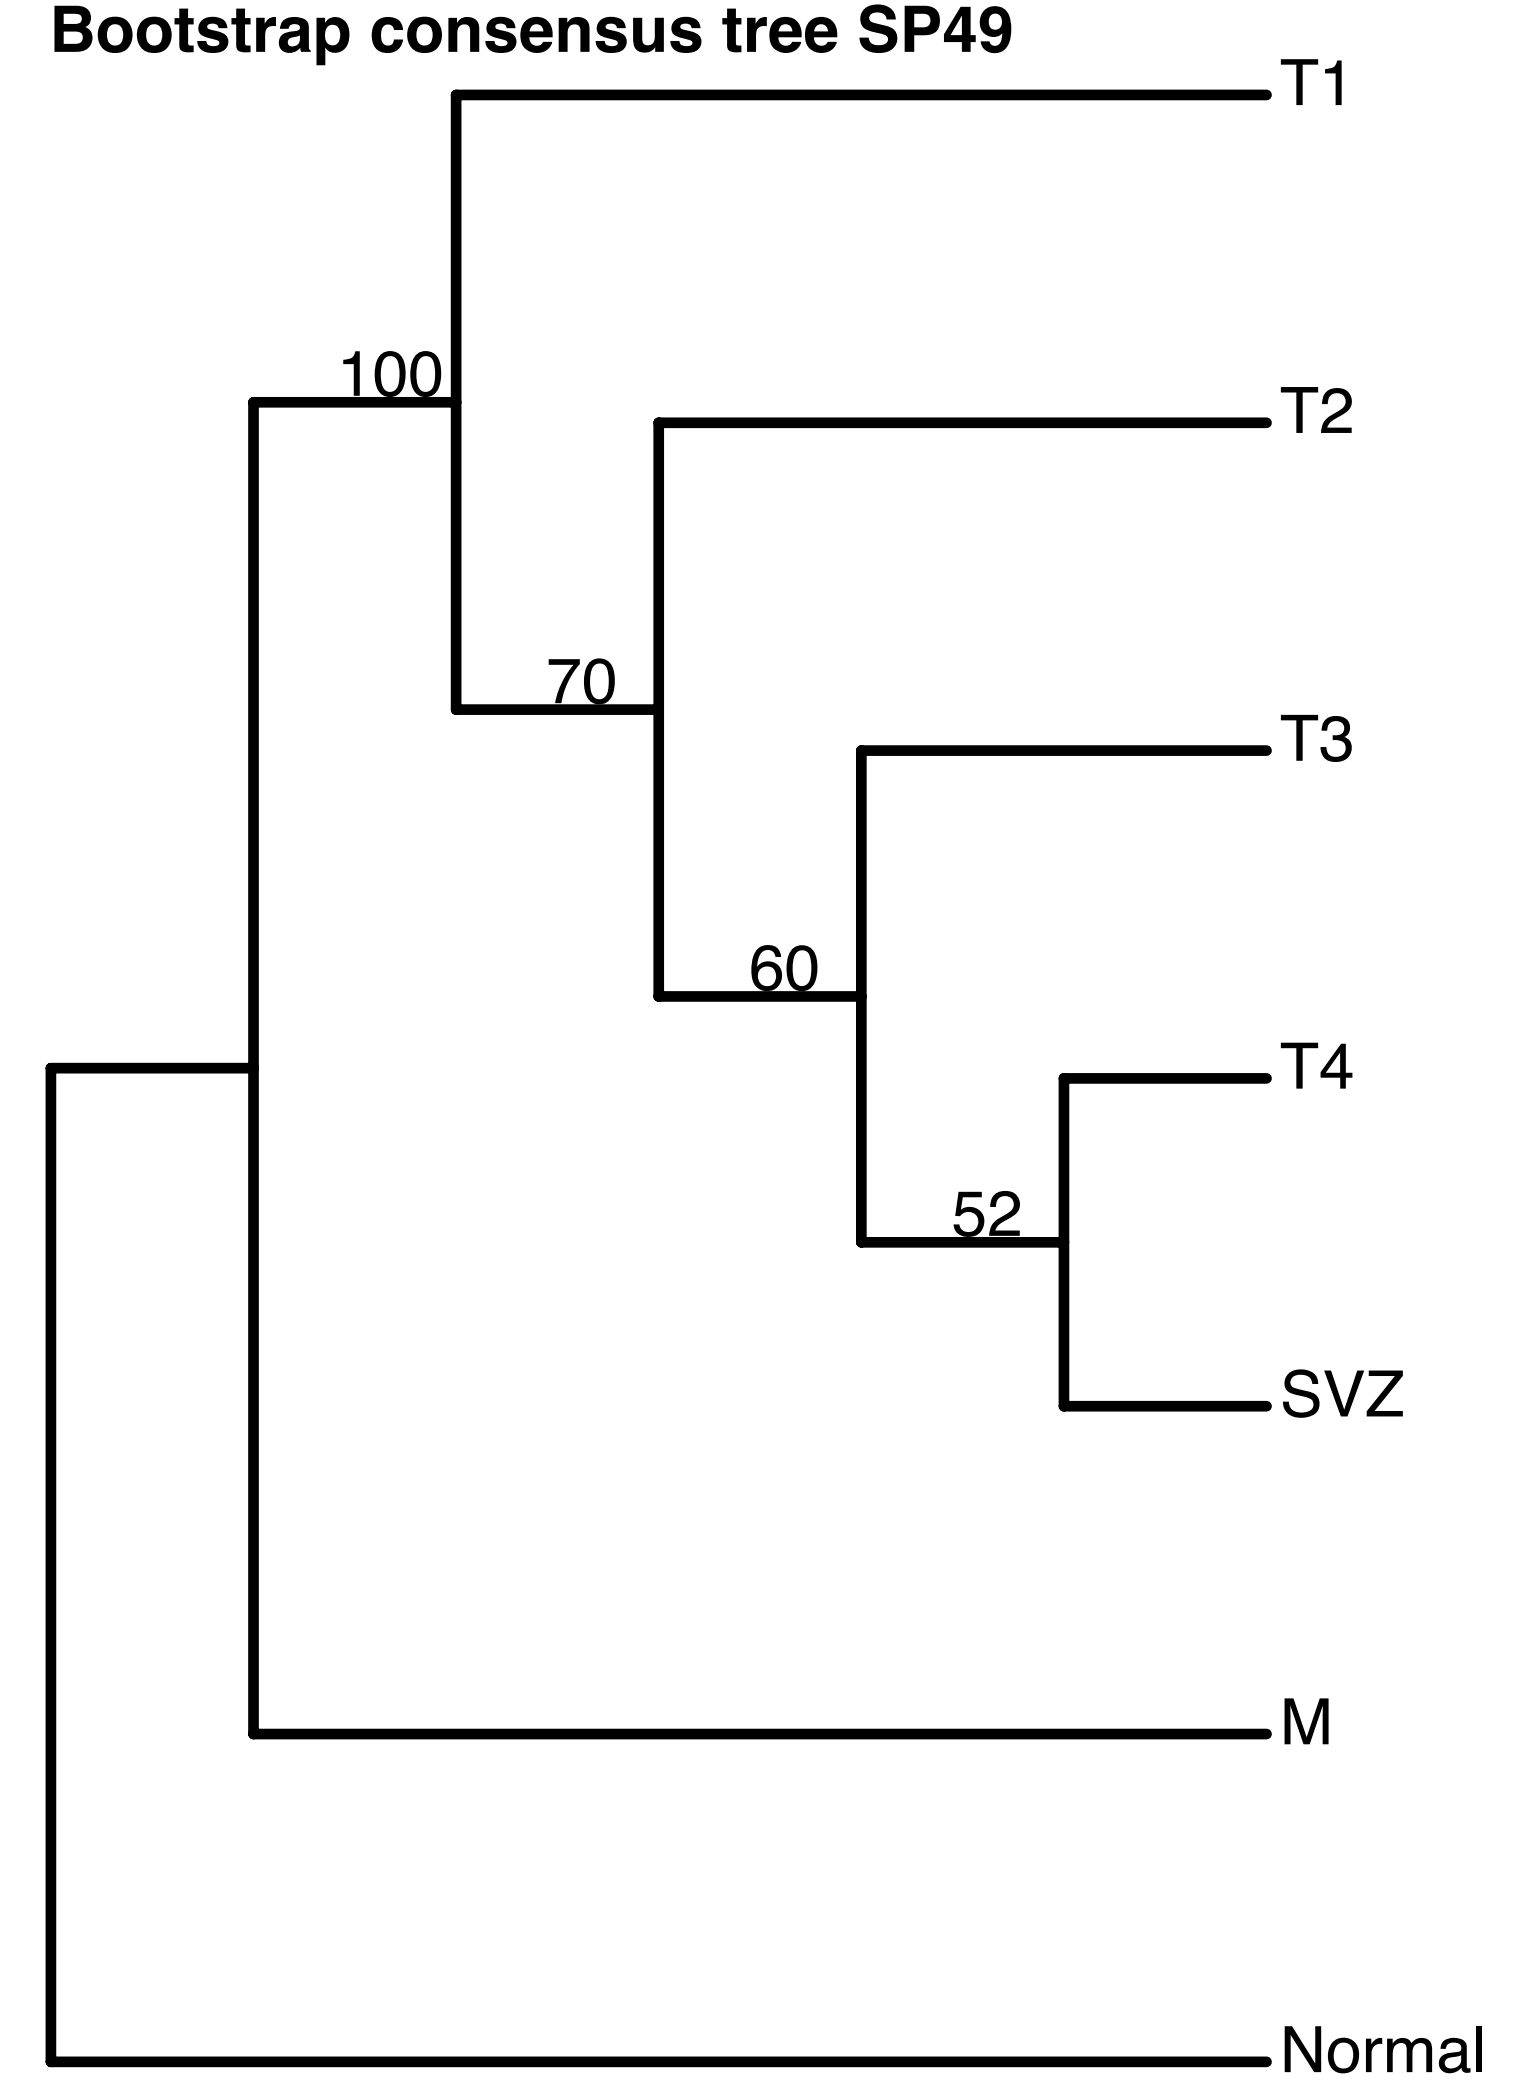 Bootstrap consensus tree SP49
T1
100
T2
70
T3
60
T4
52
SVZ
M
Normal